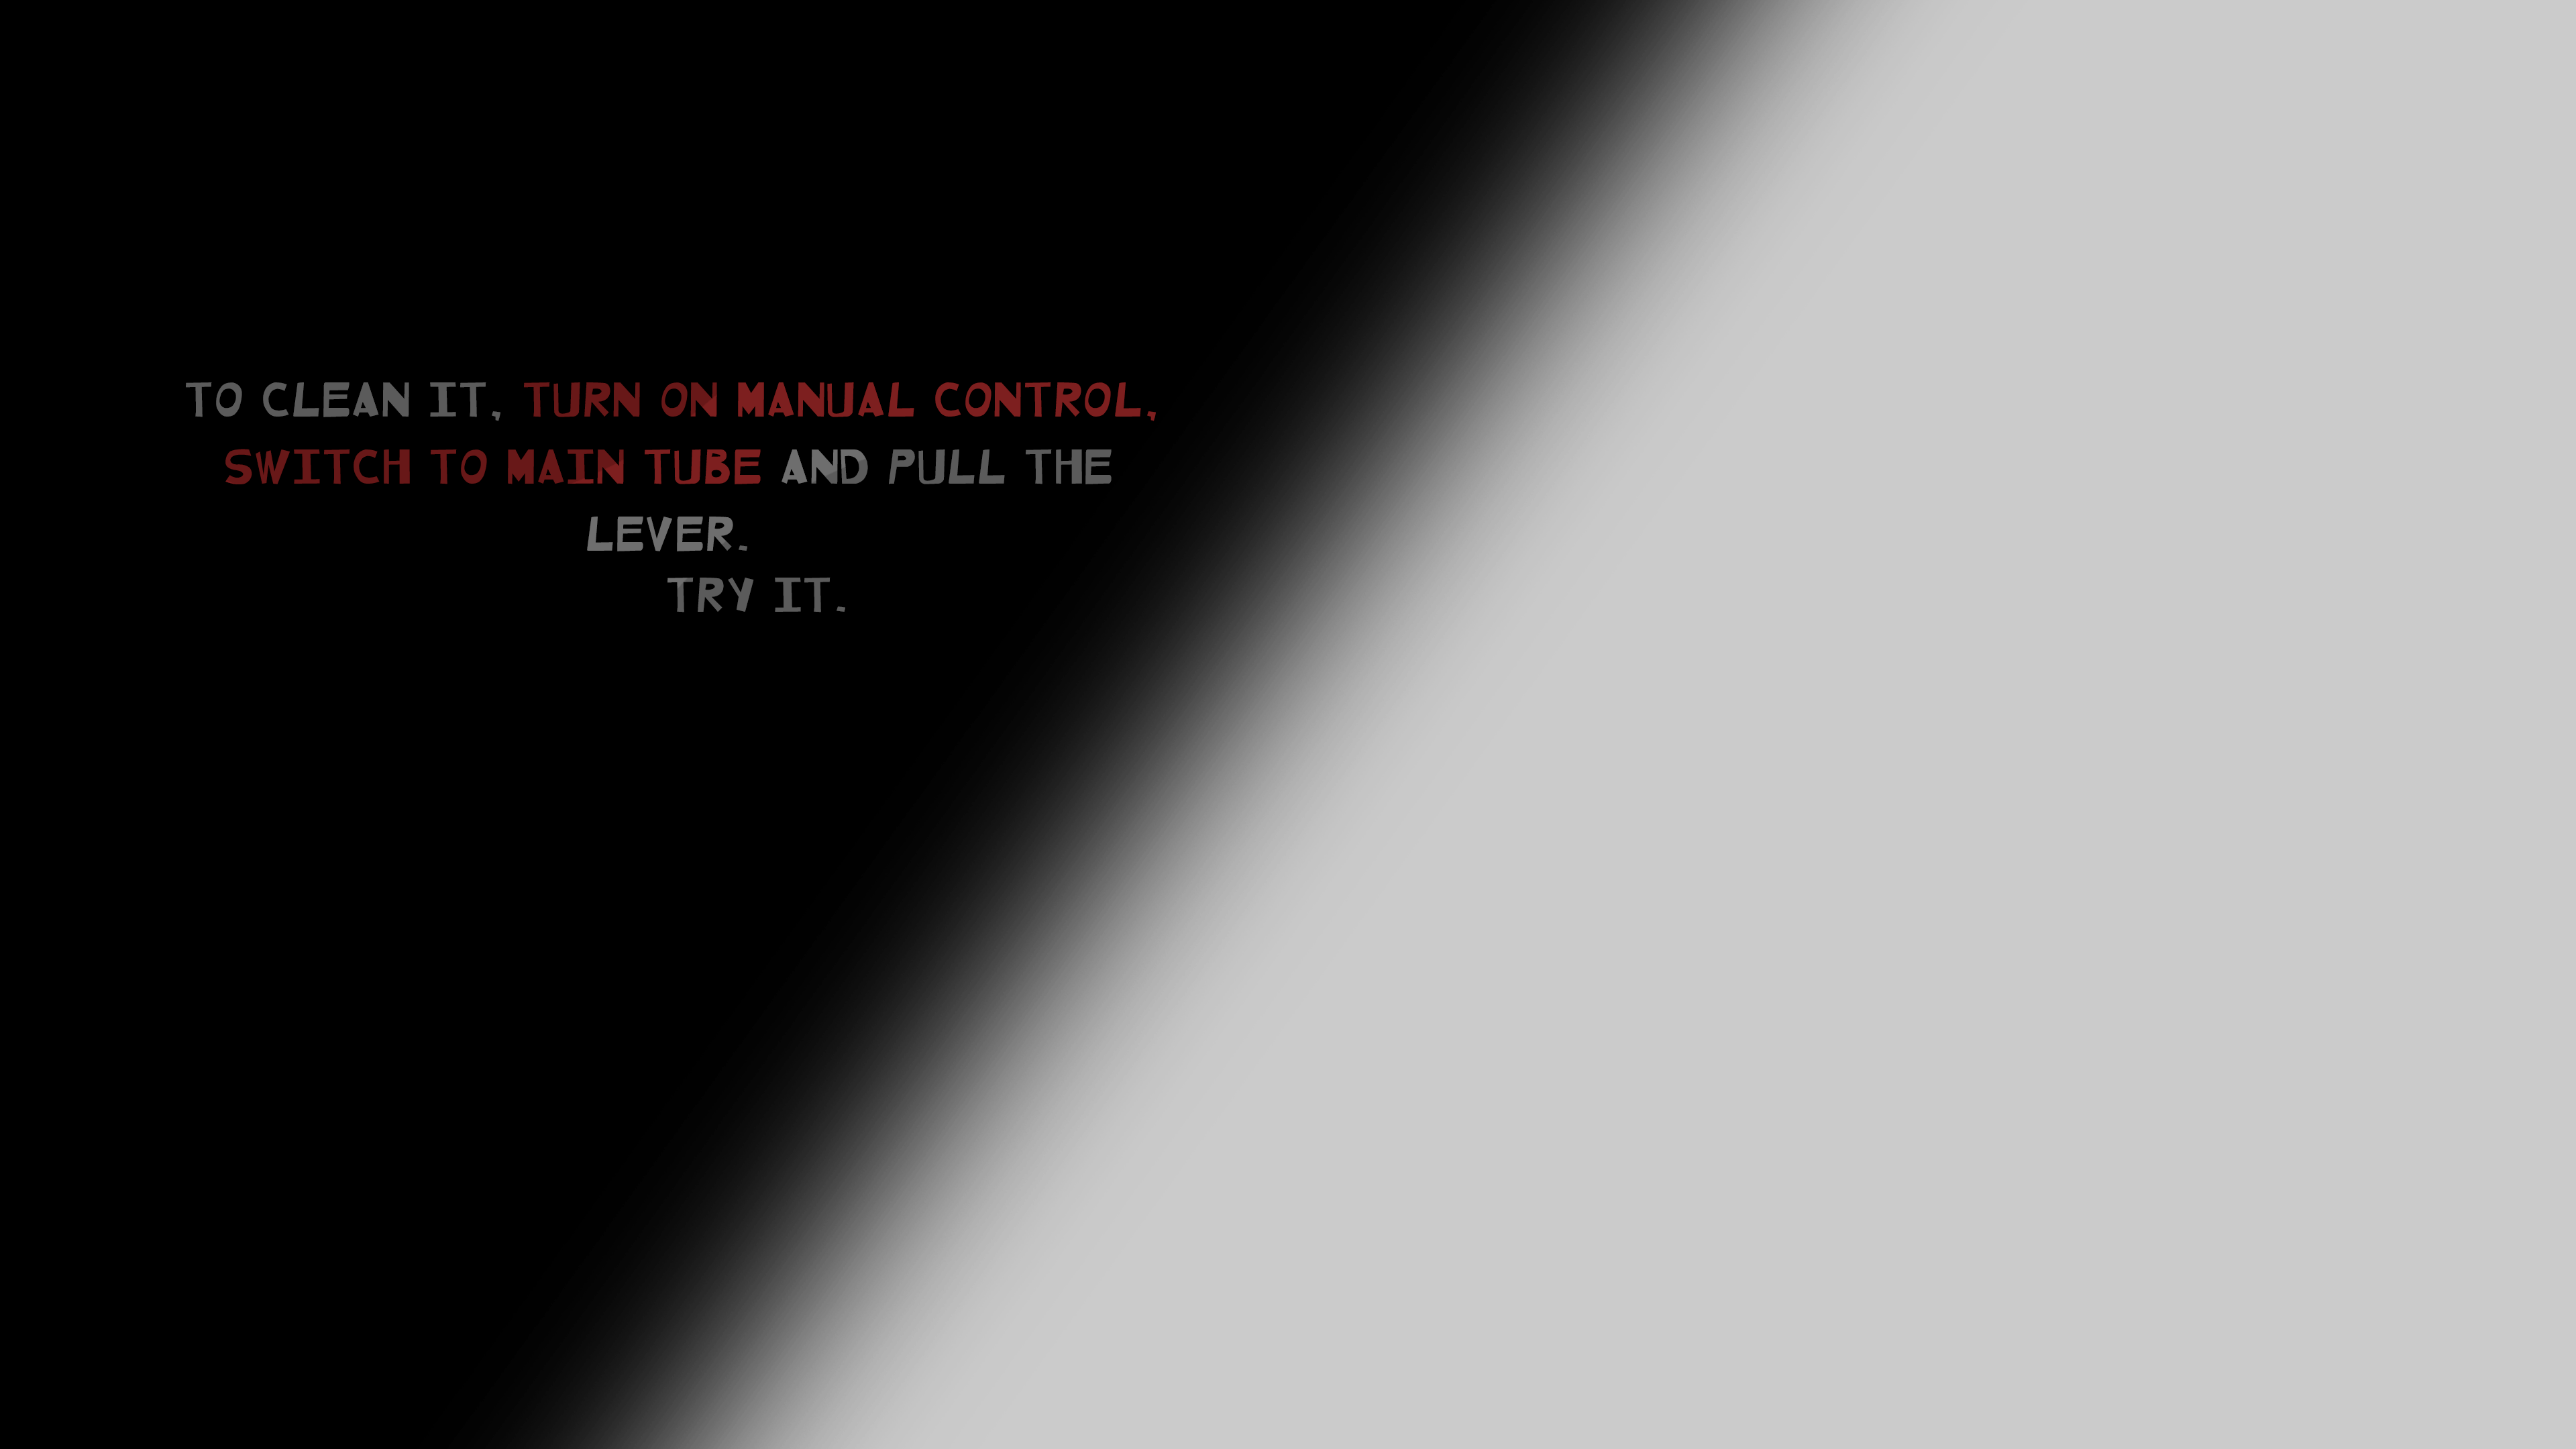 TO CLEAN IT, TURN ON MANUAL CONTROL,
SWITCH TO MAIN TUBE AND PULL THE
LEVER.
TRY IT.